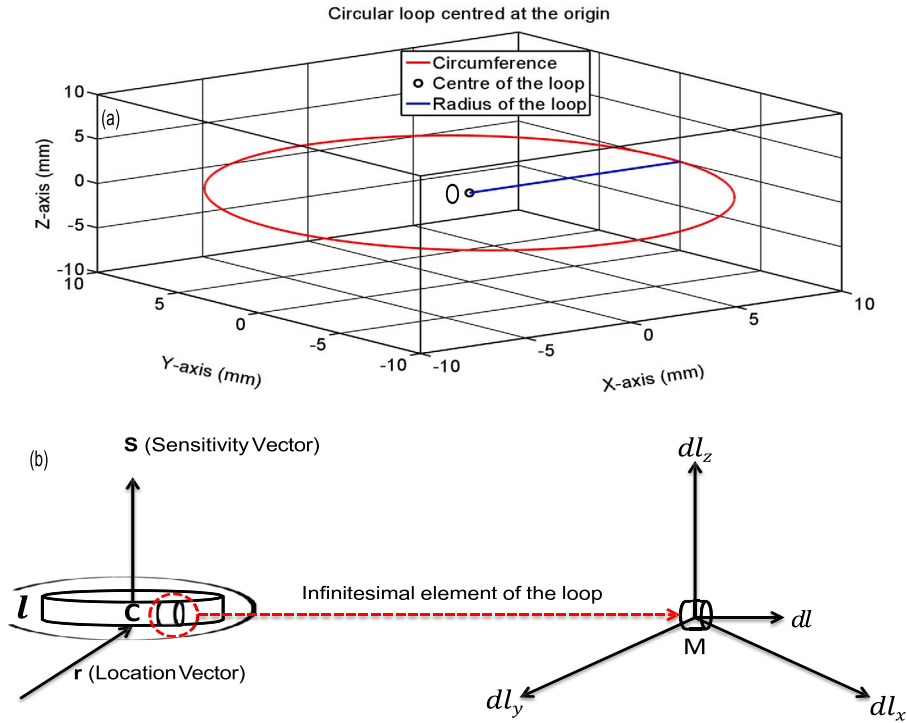 Circular loop centred at the origin
Circumference
Centre of the loop
Radius of the loop
(a)
Z-axis (mm)
10
5
0
-5
-10
O
10
5
0
-5
-10
Y-axis (mm)
-10
-5
0
5
10
X-axis (mm)
(b)
S (Sensitivity Vector)
l
C
r (Location Vector)
Infinitesimal element of the loop
dl_z
dl
M
dl_y
dl_x